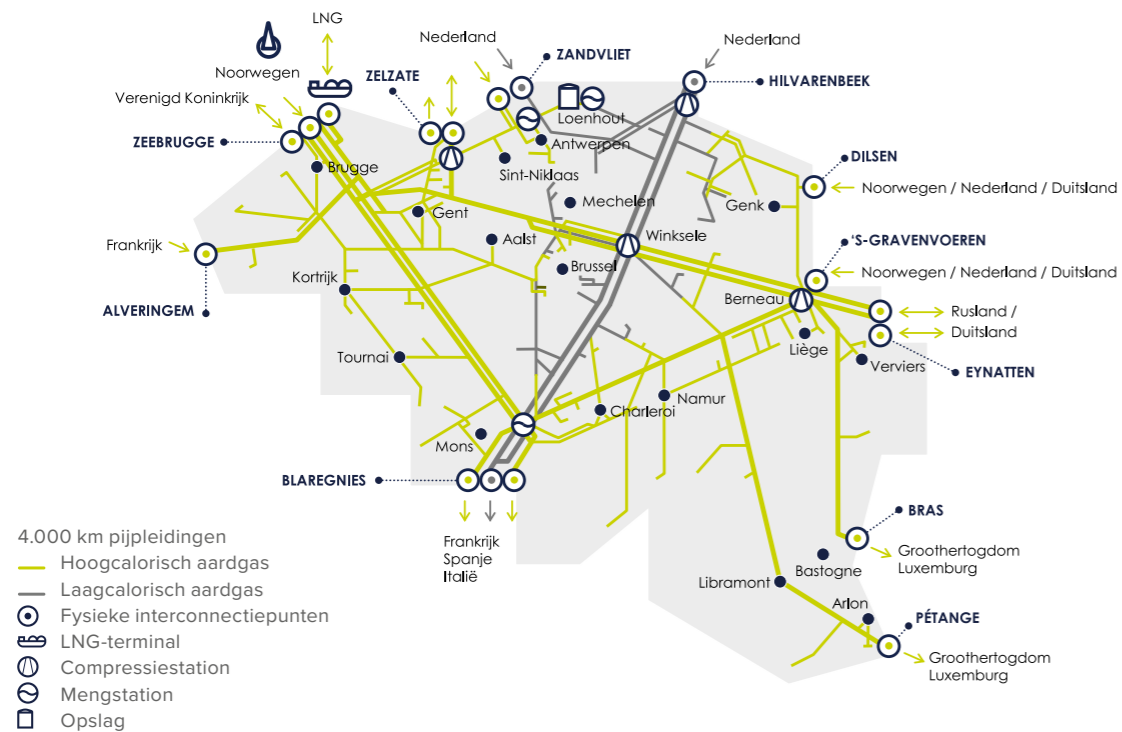 LNG
Nederland
Nederland
ZANDVLIET
Noorwegen
ZELZATE
HILVARENBEEK
Verenigd Koninkrijk
Loenhout
ZEEBRUGGE
Antwerpen
DILSEN
Brugge
Sint-Niklaas
Noorwegen / Nederland / Duitsland
Mechelen
Genk
Gent
Winksele
Aalst
'S-GRAVENVOEREN
Frankrijk
Brussel
Noorwegen / Nederland / Duitsland
Kortrijk
Berneau
ALVERINGEM
Rusland /
Duitsland
Liège
Tournai
Verviers
EYNATTEN
Namur
Charleroi
Mons
BLAREGNIES
BRAS
Frankrijk
Spanje
Italië
Groothertogdom
Luxemburg
Bastogne
Libramont
Arlon
PÉTANGE
Groothertogdom
Luxemburg
4.000 km pijpleidingen
Hoogcalorisch aardgas
Laagcalorisch aardgas
Fysieke interconnectiepunten
LNG-terminal
Compressiestation
Mengstation
Opslag